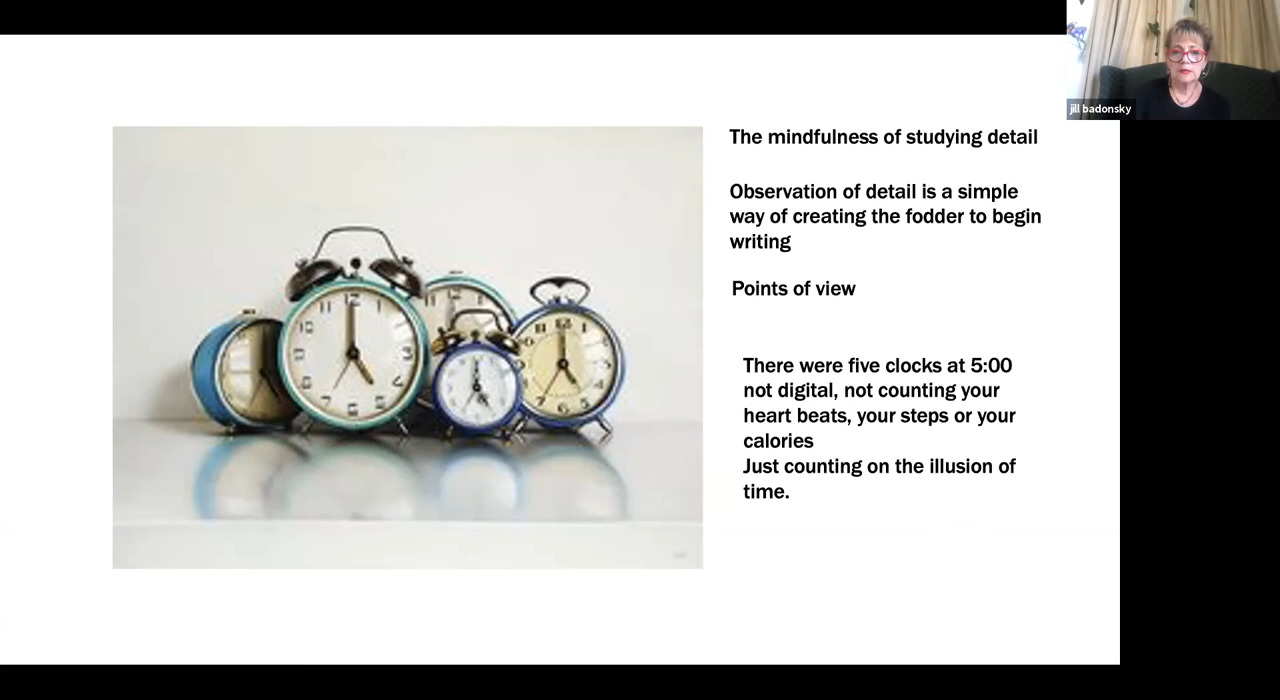 jill badonsky
The mindfulness of studying detail
Observation of detail is a simple
way of creating the fodder to begin
writing
Points of view
There were five clocks at 5:00
not digital, not counting your
heart beats, your steps or your
calories
Just counting on the illusion of
time.